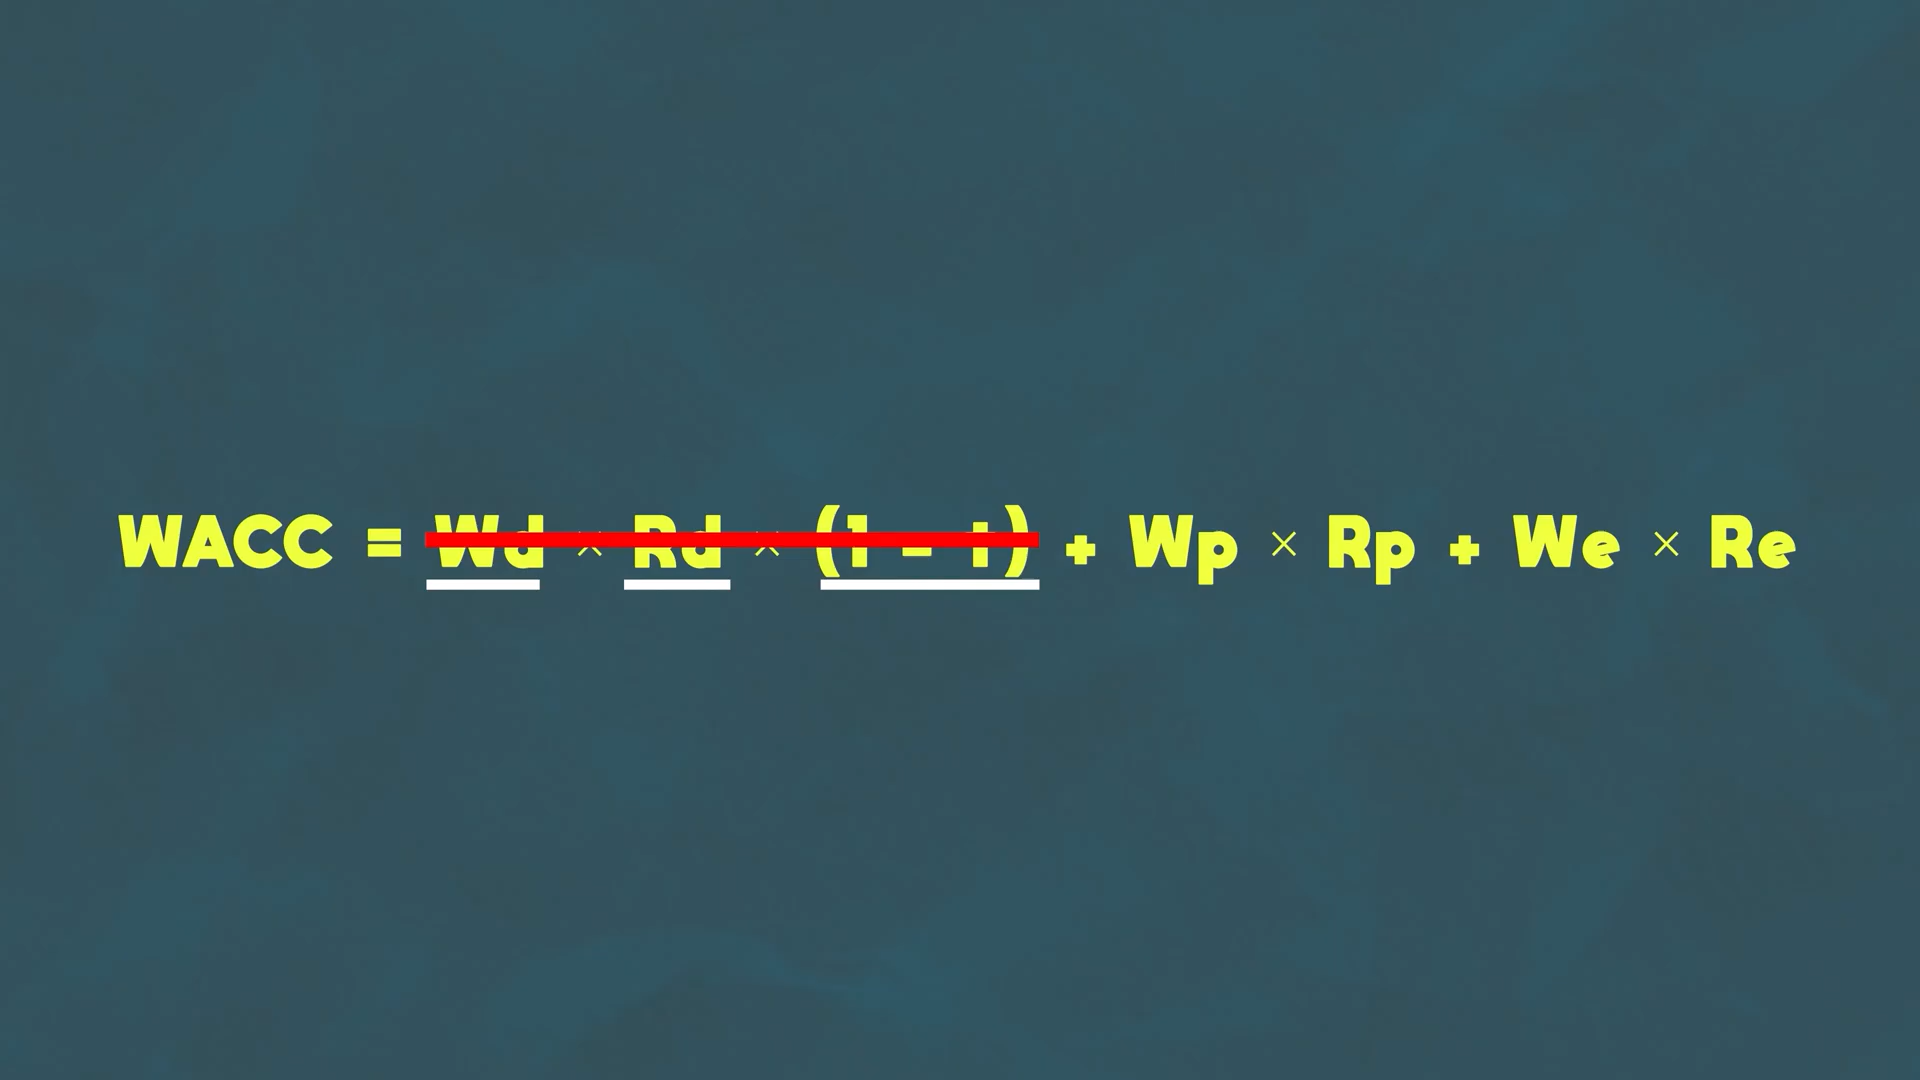 WACC = Wd × Rd × (1 - t) + Wp × Rp + We × Re